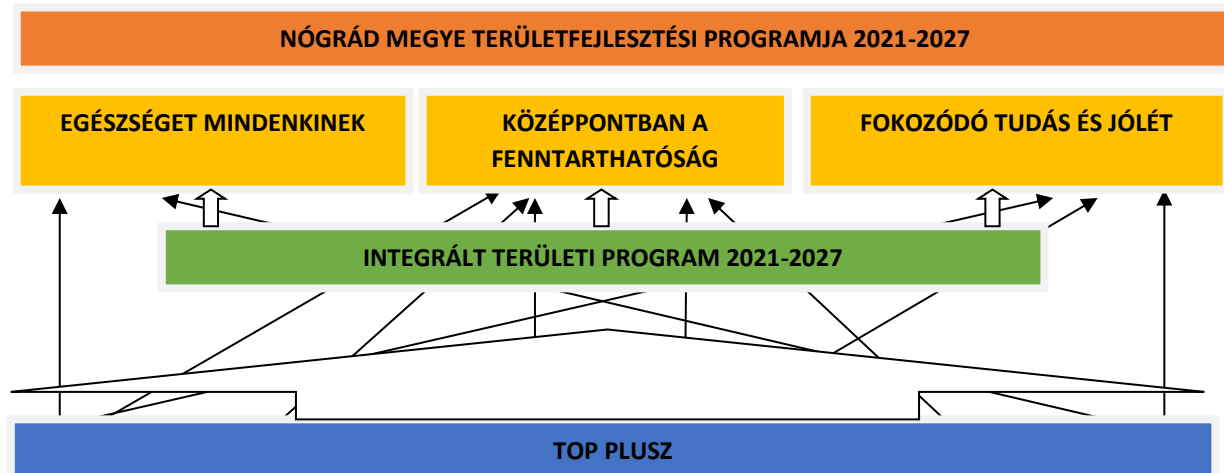 NÓGRÁD MEGYE TERÜLETFEJLESZTÉSI PROGRAMJA 2021-2027
EGÉSZSÉGET MINDENKINEK
KÖZÉPPONTBAN A
FENNTARTHATÓSÁG
FOKOZÓDÓ TUDÁS ÉS JÓLÉT
INTEGRÁLT TERÜLETI PROGRAM 2021-2027
TOP PLUSZ